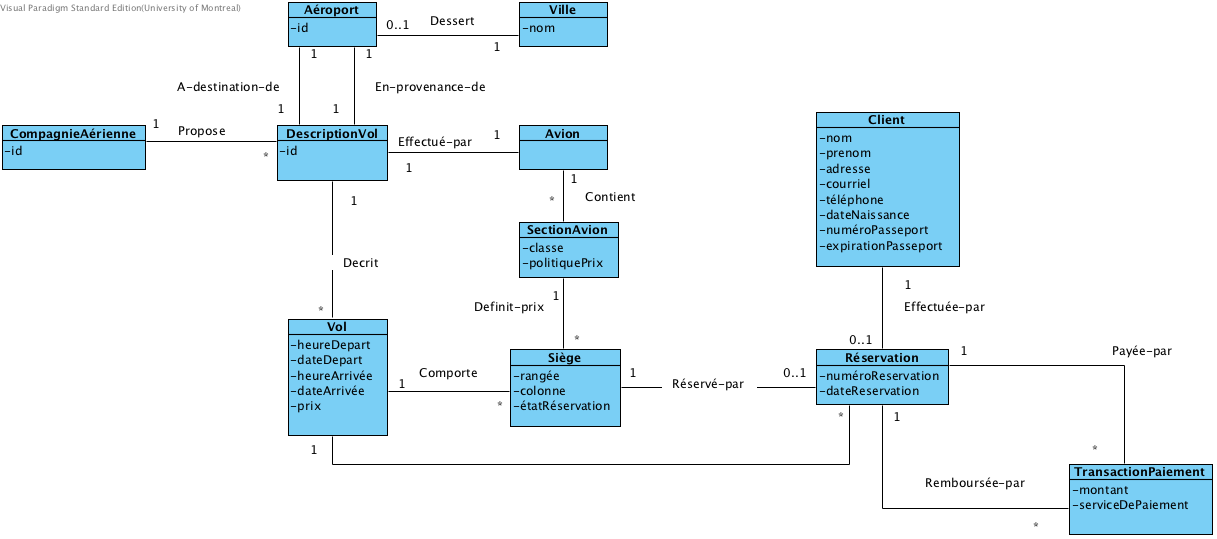 Visual Paradigm Standard Edition(University of Montreal)
Aéroport
-id
0..1
Dessert
1
Ville
-nom
1
1
A-destination-de
En-provenance-de
1
1
CompagnieAérienne
-id
1
Propose
*
DescriptionVol
-id
Effectué-par
1
1
Avion
1
Contient
*
SectionAvion
-classe
-politiquePrix
Client
-nom
-prenom
-adresse
-courriel
-téléphone
-dateNaissance
-numéroPasseport
-expirationPasseport
1
Decrit
*
1
Definit-prix
*
1
Effectuée-par
0..1
Vol
-heureDepart
-dateDepart
-heureArrivée
-dateArrivée
-prix
1
Comporte
*
Siège
-rangée
-colonne
-étatRéservation
1
Réservé-par
0..1
Réservation
-numéroReservation
-dateReservation
1
Payée-par
*
1
*
1
Remboursée-par
*
TransactionPaiement
-montant
-serviceDePaiement